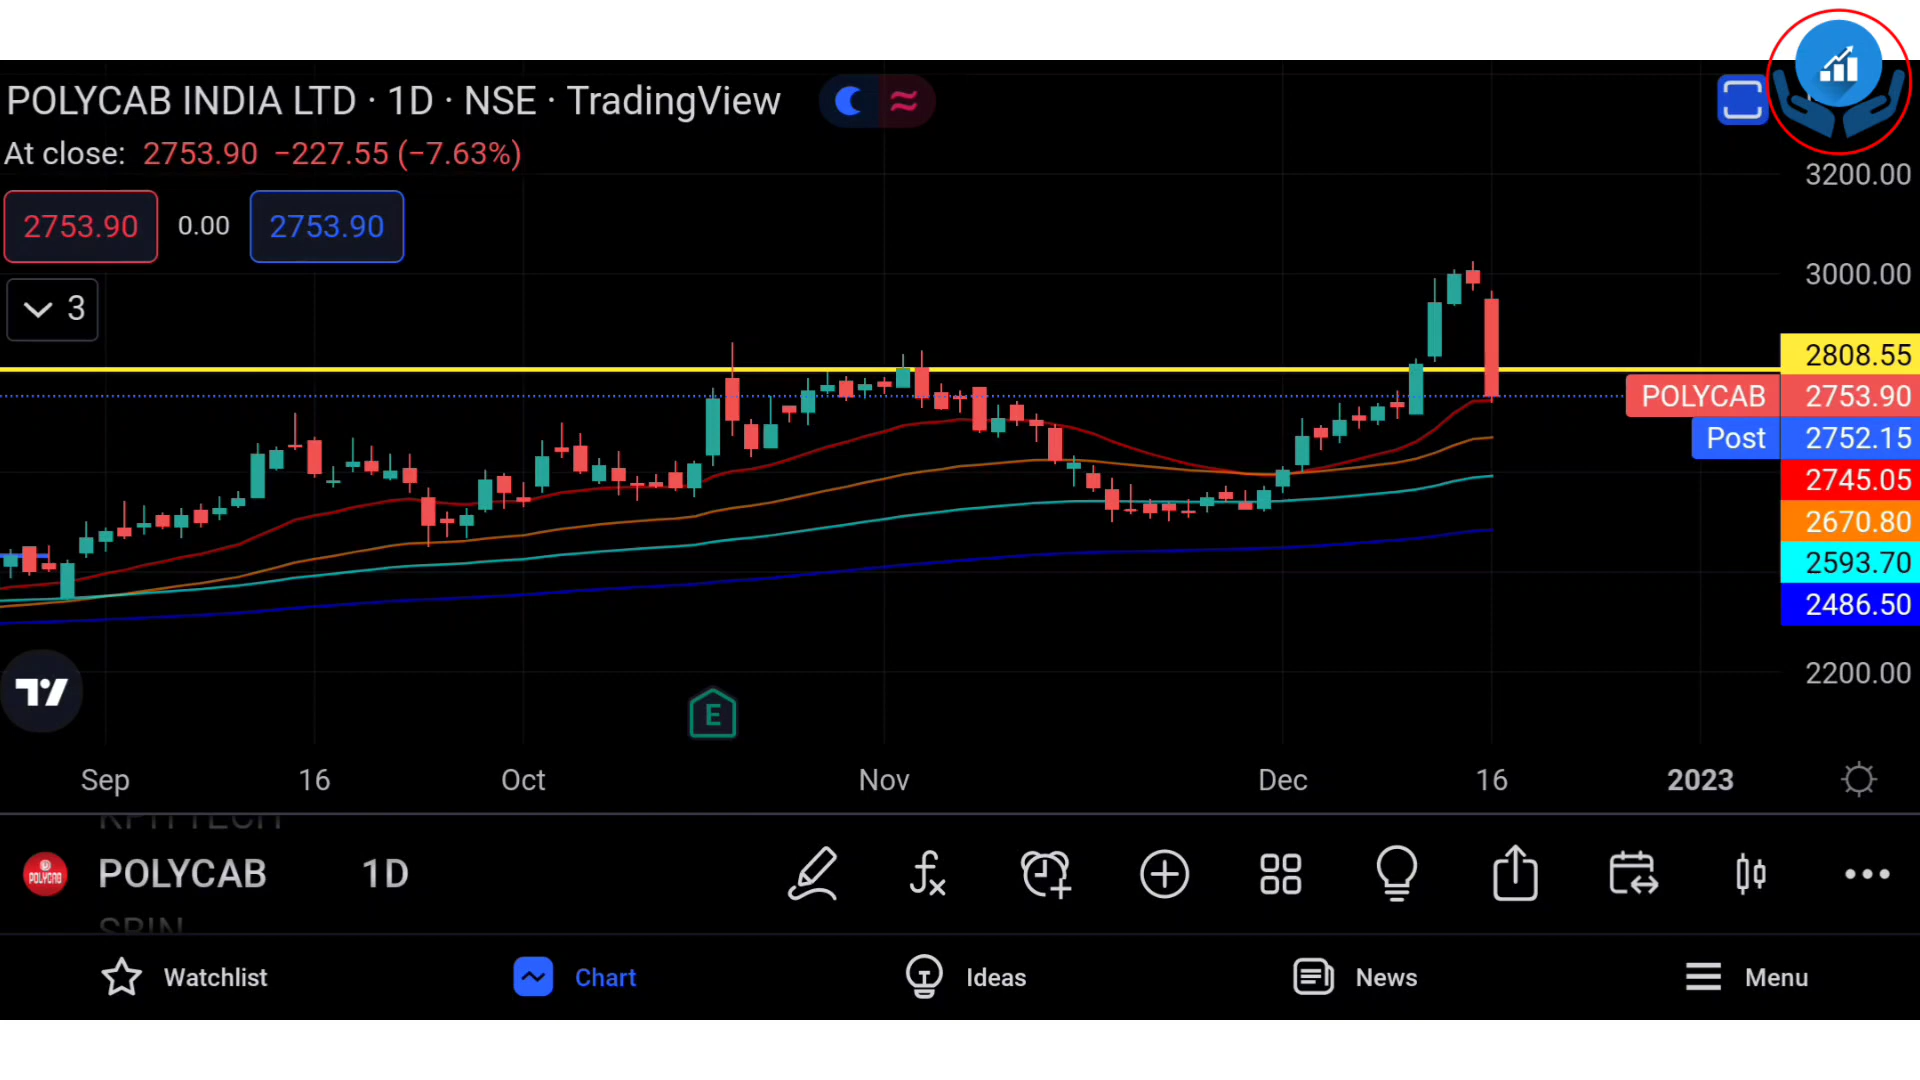 POLYCAB INDIA LTD · 1D · NSE · TradingView
At close: 2753.90 −227.55 (−7.63%)
2753.90 0.00 2753.90
3
3200.00
3000.00
2808.55
POLYCAB 2753.90
Post 2752.15
2745.05
2670.80
2593.70
2486.50
2200.00
E
Sep 16 Oct Nov Dec 16 2023
KPITTECH
POLYCAB 1D
SBIN
Watchlist Chart Ideas News Menu